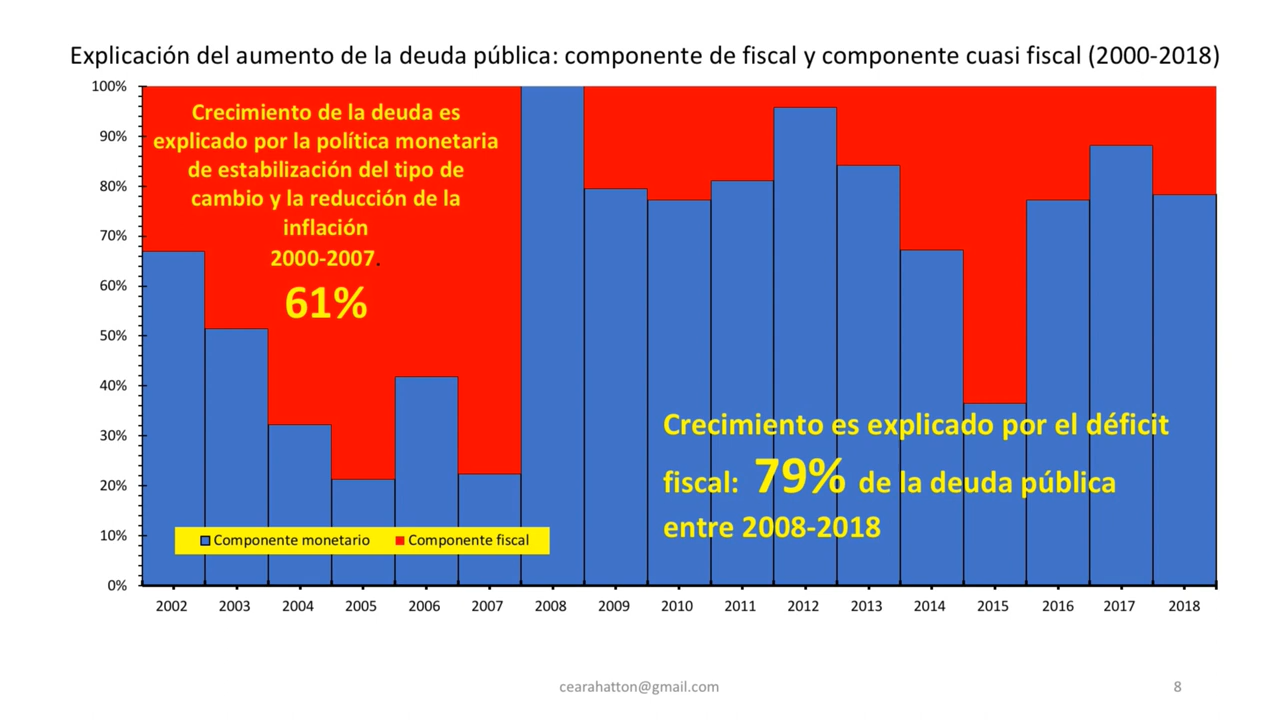 Explicación del aumento de la deuda pública: componente de fiscal y componente cuasi fiscal (2000-2018)
100%
90%
80%
70%
60%
50%
40%
30%
20%
10%
0%
Crecimiento de la deuda es
explicado por la política monetaria
de estabilización del tipo de
cambio y la reducción de la
inflación
2000-2007.
61%
Crecimiento es explicado por el déficit
fiscal: 79% de la deuda pública
entre 2008-2018
Componente monetario Componente fiscal
2002 2003 2004 2005 2006 2007 2008 2009 2010 2011 2012 2013 2014 2015 2016 2017 2018
cearahatton@gmail.com
8